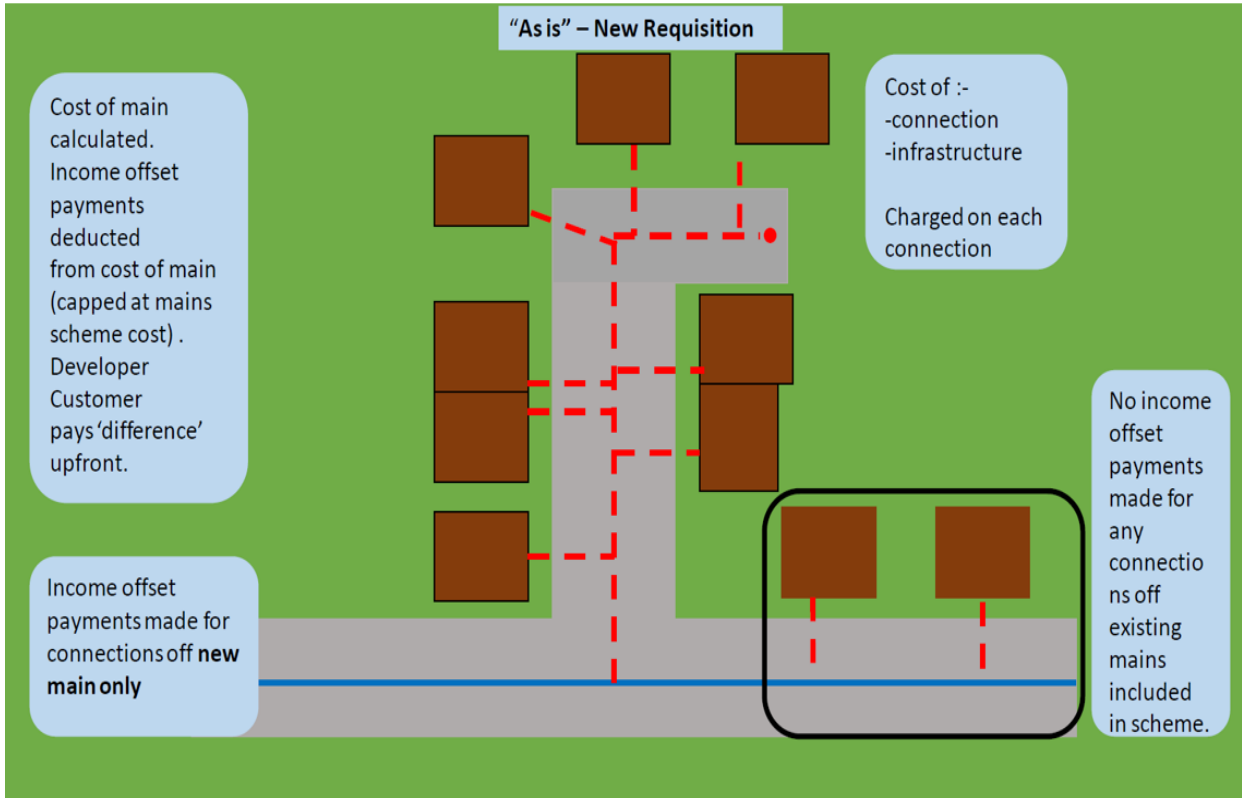 “As is” – New Requisition
Cost of main
calculated.
Income offset
payments
deducted
from cost of main
(capped at mains
scheme cost) .
Developer
Customer
pays ‘difference’
upfront.
Cost of :-
-connection
-infrastructure
Charged on each
connection
No income
offset
payments
made for
any
connectio
ns off
existing
mains
included
in scheme.
Income offset
payments made for
connections off new
main only